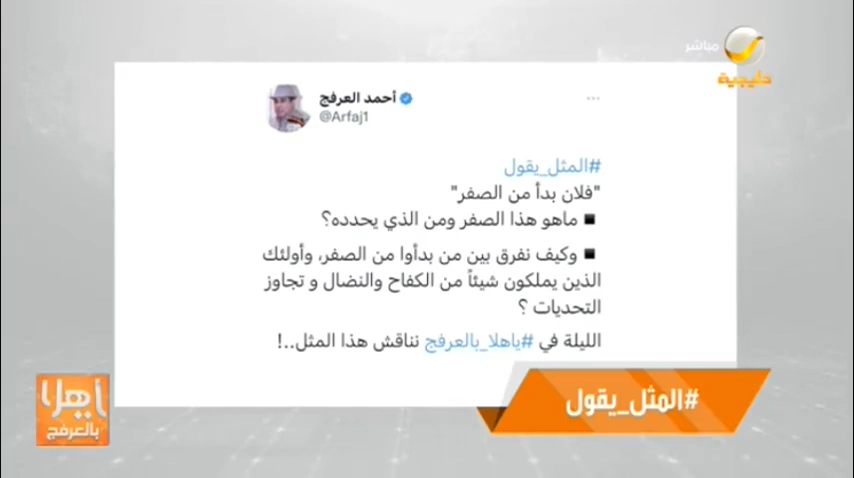 مباشر
خليجية
أحمد العرفج
@Arfaj1
#المثل_يقول
"فلان بدأ من الصفر"
■ ماهو هذا الصفر ومن الذي يحدده؟
■ وكيف نفرق بين من بدأوا من الصفر، وأولئك
الذين يملكون شيئاً من الكفاح والنضال و تجاوز
التحديات ؟
الليلة في #ياهلا_بالعرفج نناقش هذا المثل..!
#المثل_يقول
ياهلا
بالعرفج